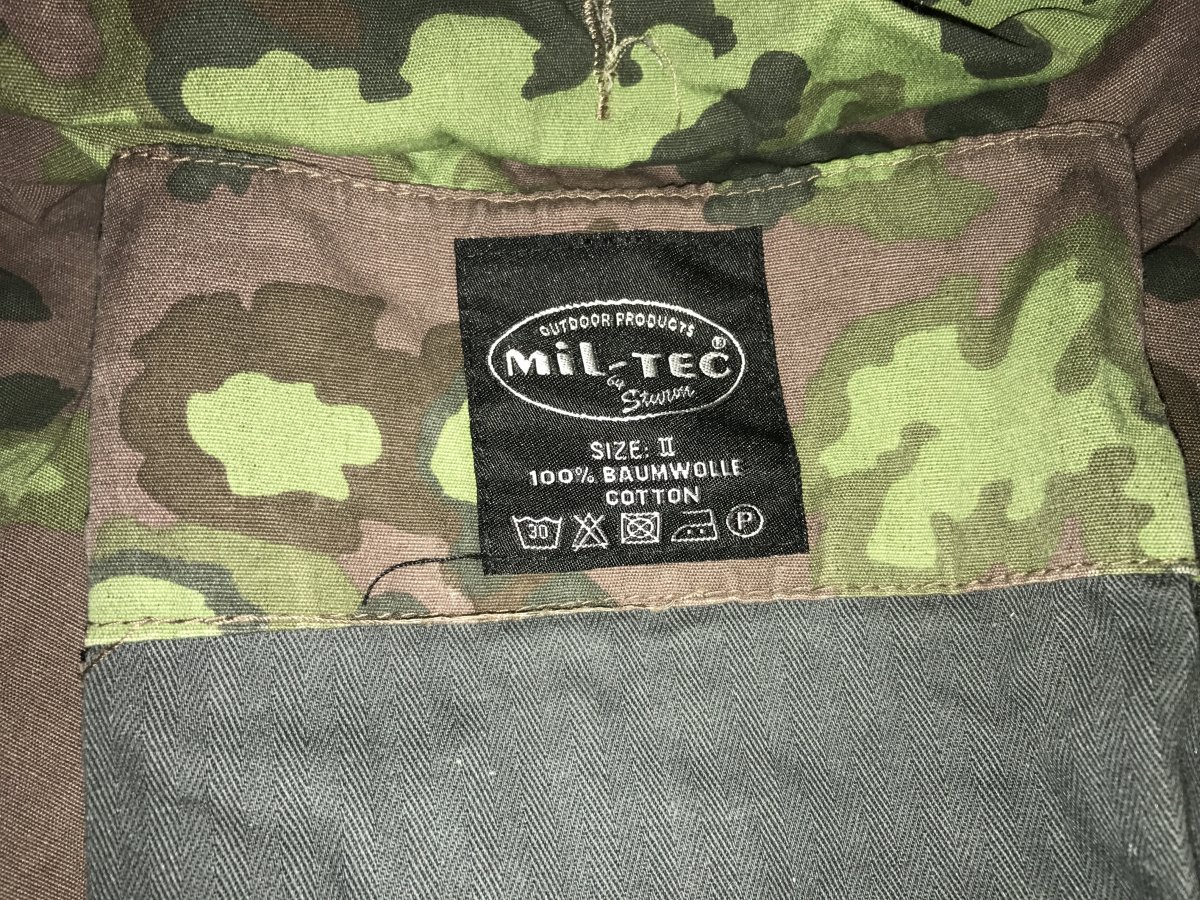 OUTDOOR PRODUCTS
MiL-TEC®
by
Sturm
SIZE: II
100% BAUMWOLLE
COTTON
30
P